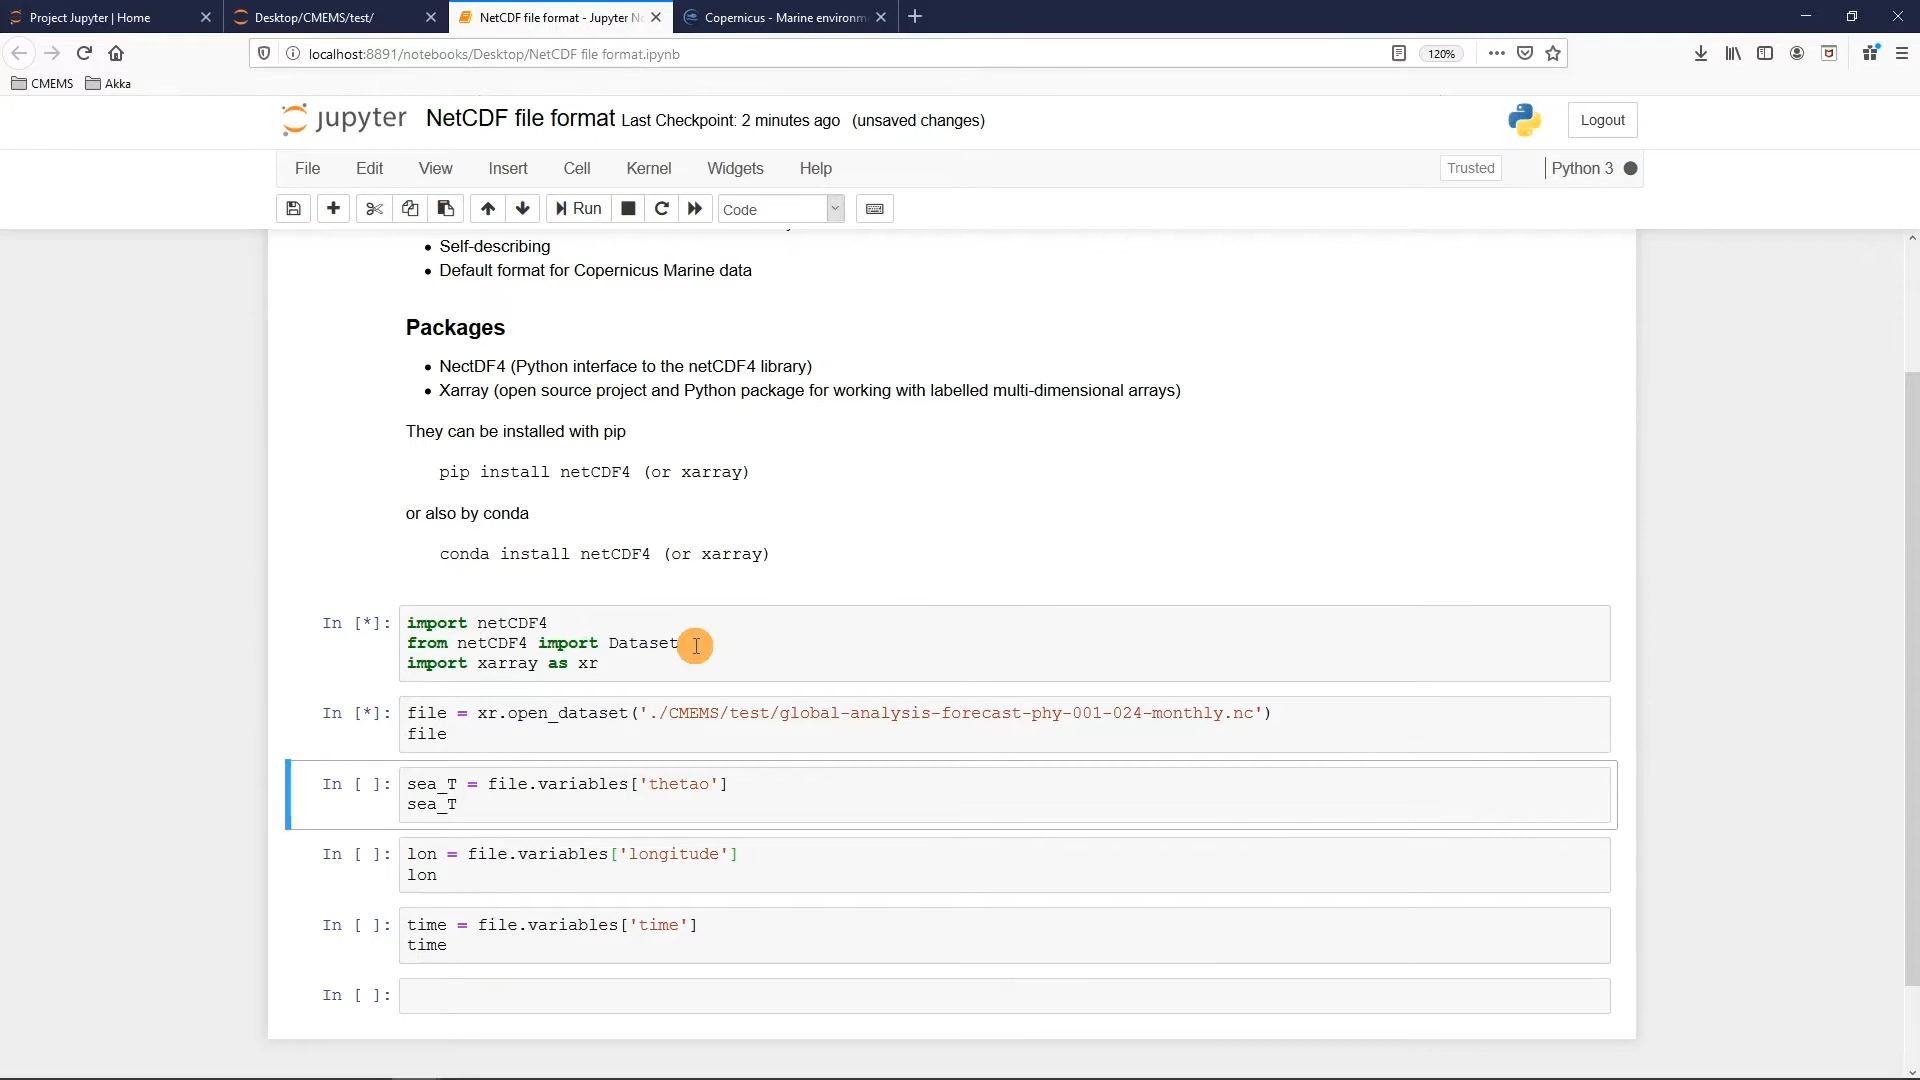 Project Jupyter | Home
Desktop/CMEMS/test/
NetCDF file format - Jupyter No
Copernicus - Marine environm
localhost:8891/notebooks/Desktop/NetCDF file format.ipynb
120%
CMEMS
Akka
jupyter
NetCDF file format Last Checkpoint: 2 minutes ago (unsaved changes)
Logout
File Edit View Insert Cell Kernel Widgets Help
Trusted
Python 3
Run
Code
• Self-describing
• Default format for Copernicus Marine data
Packages
• NectDF4 (Python interface to the netCDF4 library)
• Xarray (open source project and Python package for working with labelled multi-dimensional arrays)
They can be installed with pip
pip install netCDF4 (or xarray)
or also by conda
conda install netCDF4 (or xarray)
In [*]: import netCDF4
from netCDF4 import Dataset
import xarray as xr
In [*]: file = xr.open_dataset('./CMEMS/test/global-analysis-forecast-phy-001-024-monthly.nc')
file
In [ ]: sea_T = file.variables['thetao']
sea_T
In [ ]: lon = file.variables['longitude']
lon
In [ ]: time = file.variables['time']
time
In [ ]: